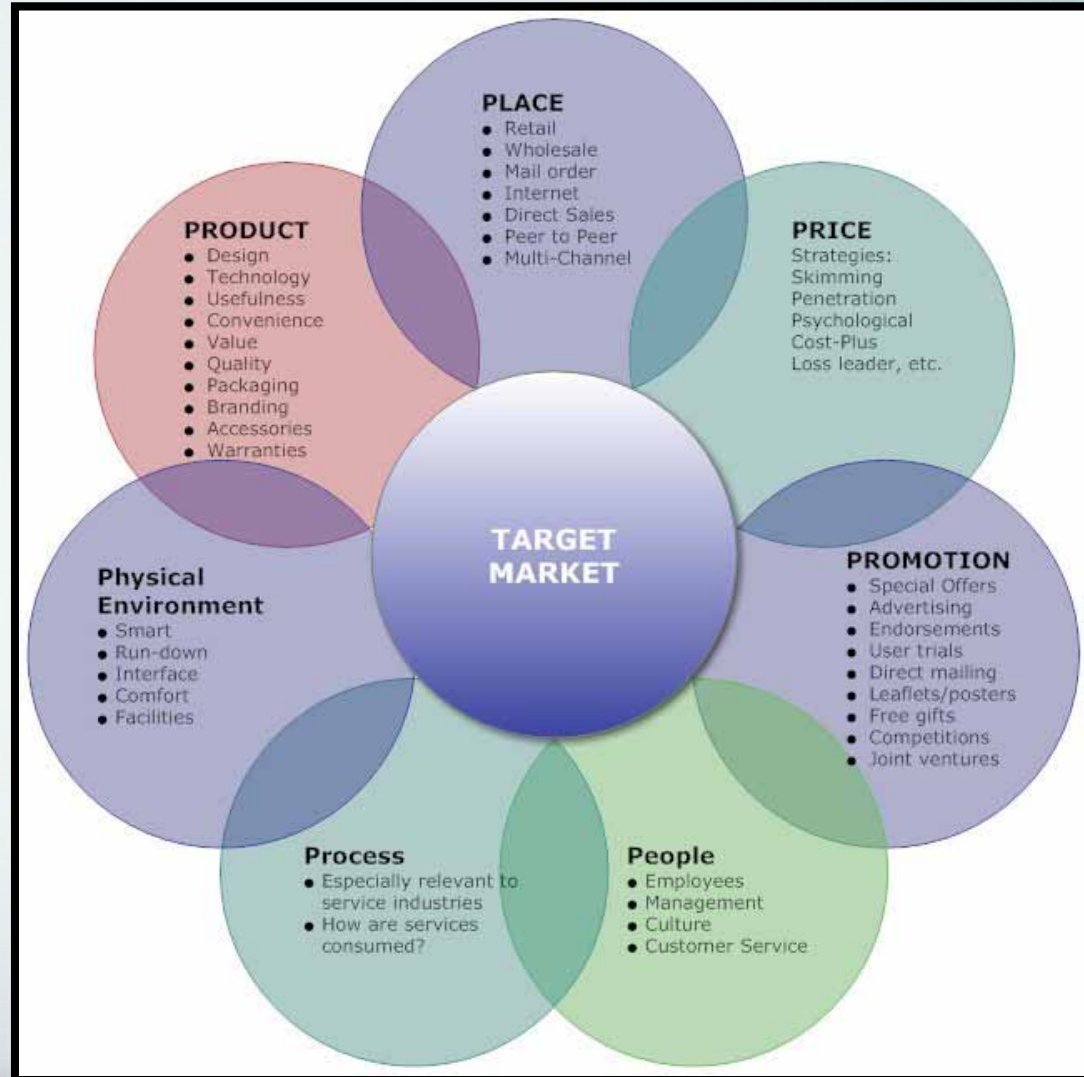 PLACE
● Retail
● Wholesale
● Mail order
● Internet
● Direct Sales
● Peer to Peer
● Multi-Channel
PRODUCT
● Design
● Technology
● Usefulness
● Convenience
● Value
● Quality
● Packaging
● Branding
● Accessories
● Warranties
PRICE
Strategies:
Skimming
Penetration
Psychological
Cost-Plus
Loss leader, etc.
TARGET
MARKET
Physical
Environment
● Smart
● Run-down
● Interface
● Comfort
● Facilities
PROMOTION
● Special Offers
● Advertising
● Endorsements
● User trials
● Direct mailing
● Leaflets/posters
● Free gifts
● Competitions
● Joint ventures
Process
● Especially relevant to
service industries
● How are services
consumed?
People
● Employees
● Management
● Culture
● Customer Service